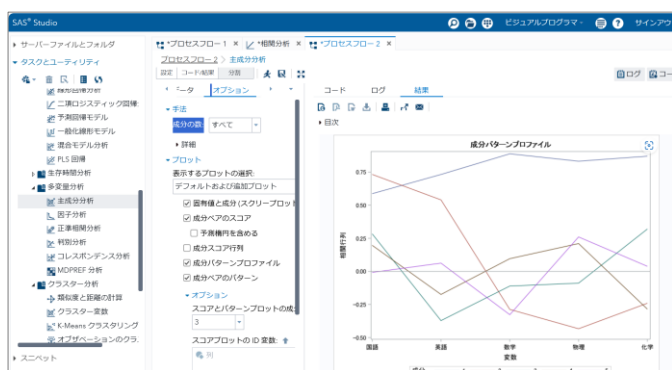 SAS® Studio
ビジュアルプログラマ
サインアウ
サーバーファイルとフォルダ
タスクとユーティリティ
二項ロジスティック回帰
予測回帰モデル
一般化線形モデル
混合モデル分析
PLS 回帰
生存時間分析
多変量分析
主成分分析
因子分析
正準相関分析
判別分析
コレスポンデンス分析
MDPREF 分析
クラスター分析
類似度と距離の計算
クラスター変数
K-Means クラスタリング
オブザベーションのクラ
スニペット
*プロセスフロー 1 ×
*相関分析 ×
*プロセスフロー 2 ×
プロセスフロー 2 > 主成分分析
設定 コード/結果 分割
ログ
コー
ータ オプション
手法
成分の数: すべて
詳細
プロット
表示するプロットの選択:
デフォルトおよび追加プロット
固有値と成分(スクリープロッ
成分ペアのスコア
予測楕円を含める
成分スコア行列
成分パターンプロファイル
成分ペアのパターン
オプション
スコアとパターンプロットの成
3
スコアプロットの ID 変数:
列
コード ログ 結果
目次
成分パターンプロファイル
相関行列
0.75
0.50
0.25
0.00
-0.25
-0.50
国語 英語 数学 物理 化学
変数